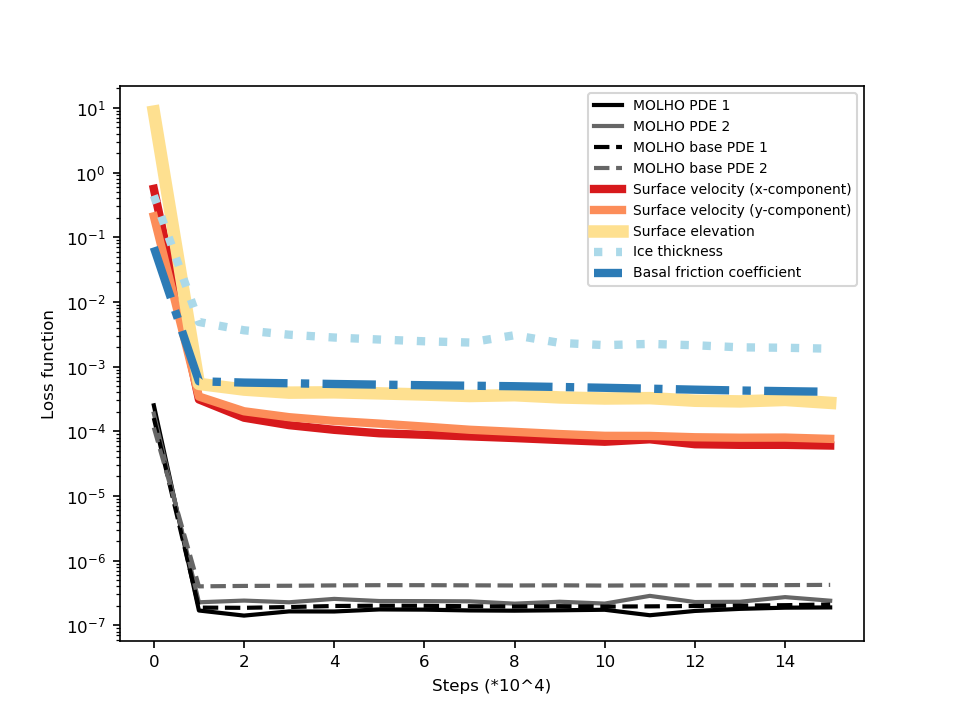 10^1
10^0
10^-1
10^-2
10^-3
10^-4
10^-5
10^-6
10^-7
Loss function
MOLHO PDE 1
MOLHO PDE 2
MOLHO base PDE 1
MOLHO base PDE 2
Surface velocity (x-component)
Surface velocity (y-component)
Surface elevation
Ice thickness
Basal friction coefficient
0 2 4 6 8 10 12 14
Steps (*10^4)